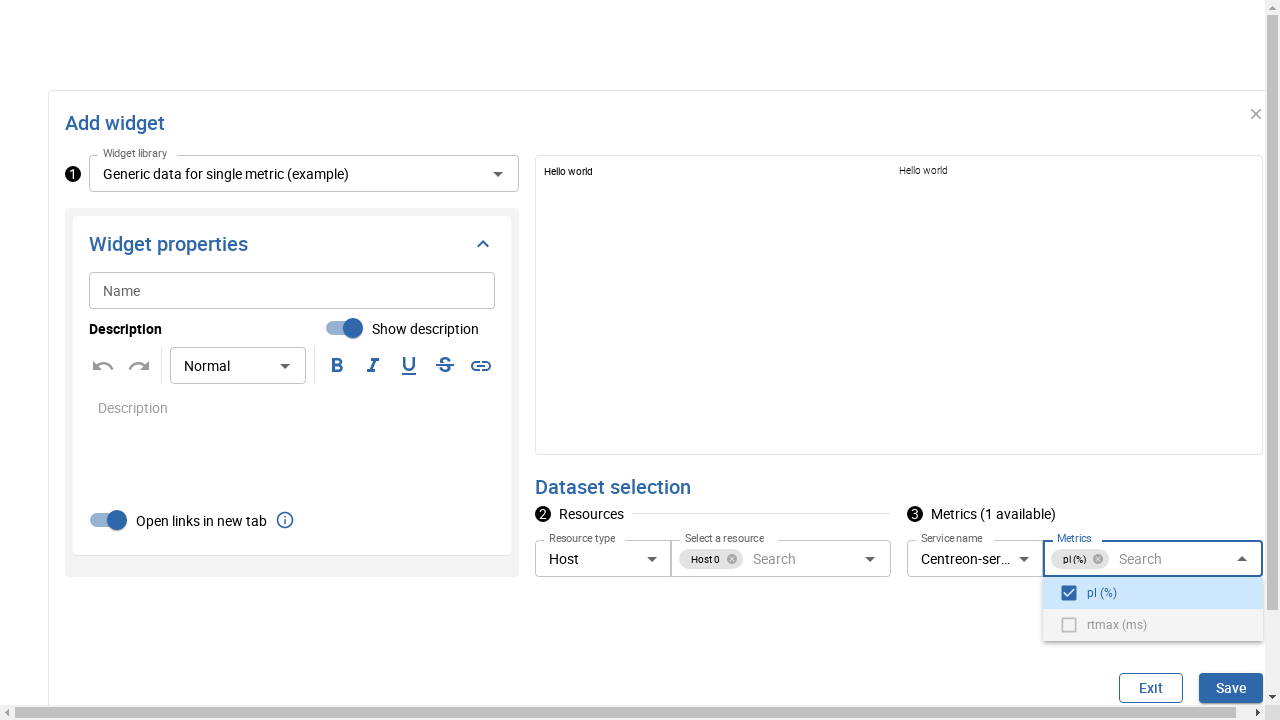 Add widget
Widget library
1
Generic data for single metric (example)
Hello world
Hello world
Widget properties
Name
Description
Show description
Normal
B I U S
Description
Open links in new tab
Dataset selection
2 Resources
3 Metrics (1 available)
Resource type
Host
Select a resource
Host 0
Search
Service name
Centreon-ser...
Metrics
pl (%)
Search
pl (%)
rtmax (ms)
Exit
Save